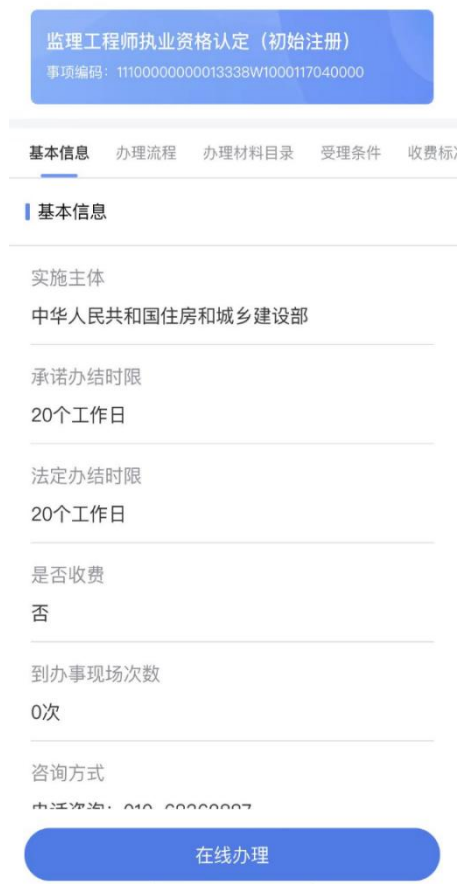 监理工程师执业资格认定（初始注册）
事项编码：11100000000013338W1000117040000
基本信息 办理流程 办理材料目录 受理条件 收费标
基本信息
实施主体
中华人民共和国住房和城乡建设部
承诺办结时限
20个工作日
法定办结时限
20个工作日
是否收费
否
到办事现场次数
0次
咨询方式
在线办理